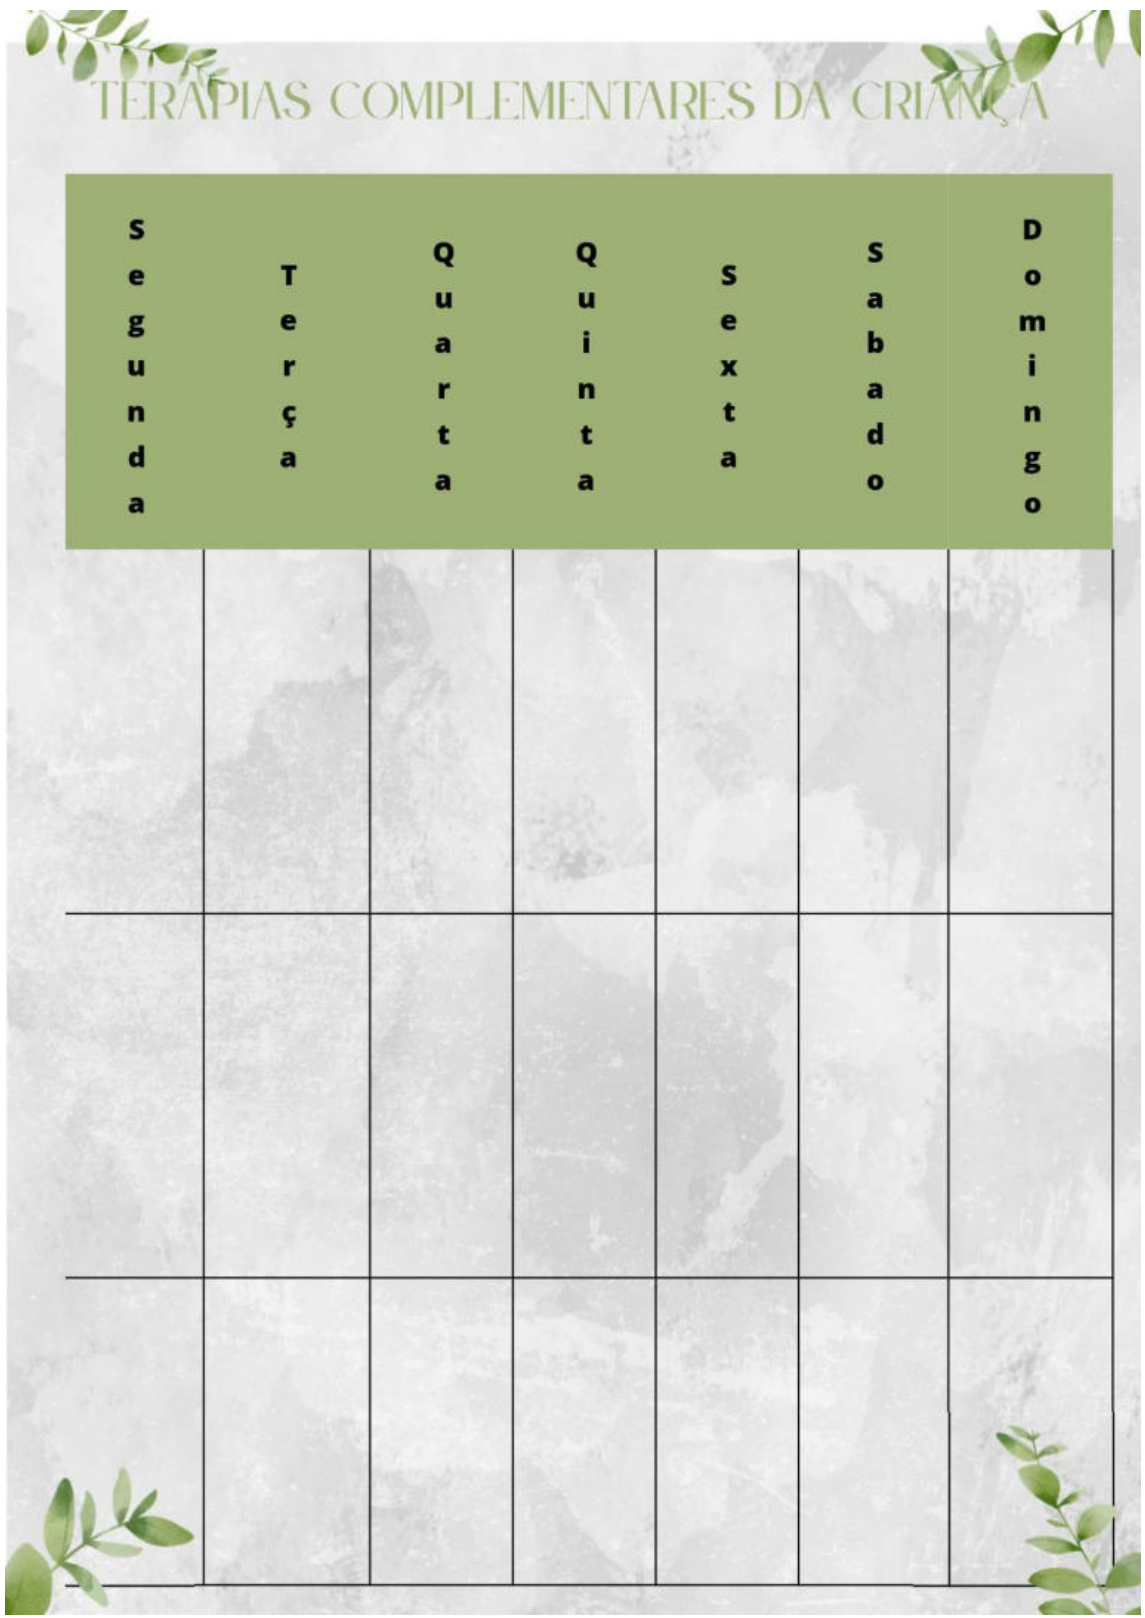 TERAPIAS COMPLEMENTARES DA CRIANÇA
Segunda
Terça
Quarta
Quinta
Sexta
Sabado
Domingo